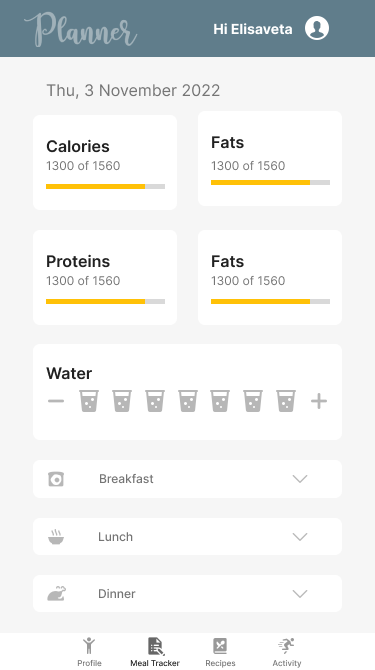 Planner
Hi Elisaveta
Thu, 3 November 2022
Calories
1300 of 1560
Fats
1300 of 1560
Proteins
1300 of 1560
Fats
1300 of 1560
Water
Breakfast
Lunch
Dinner
Profile
Meal Tracker
Recipes
Activity